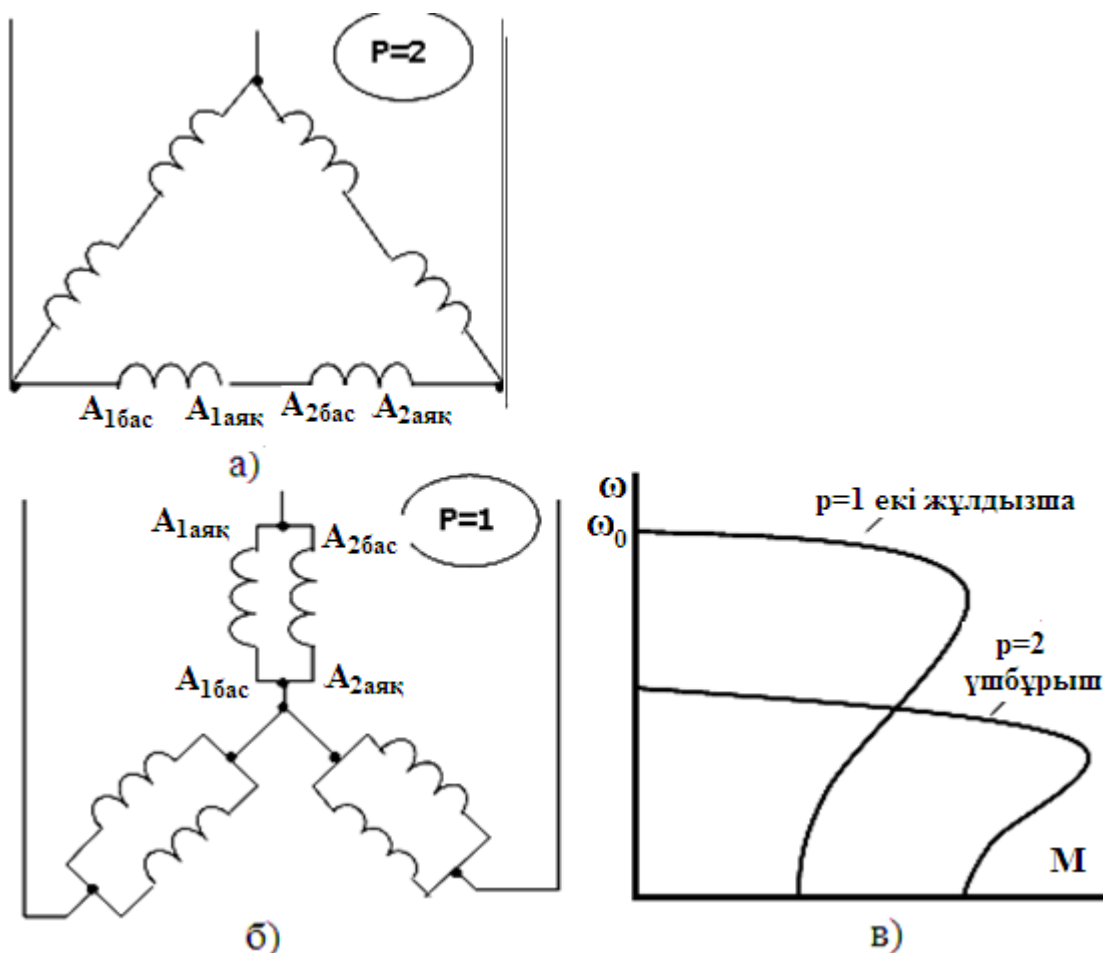 P=2
A1бас A1аяқ A2бас A2аяқ
а)
P=1
A1аяқ
A2бас
A1бас
A2аяқ
б)
ω
ω0
p=1 екі жұлдызша
p=2
үшбұрыш
M
в)